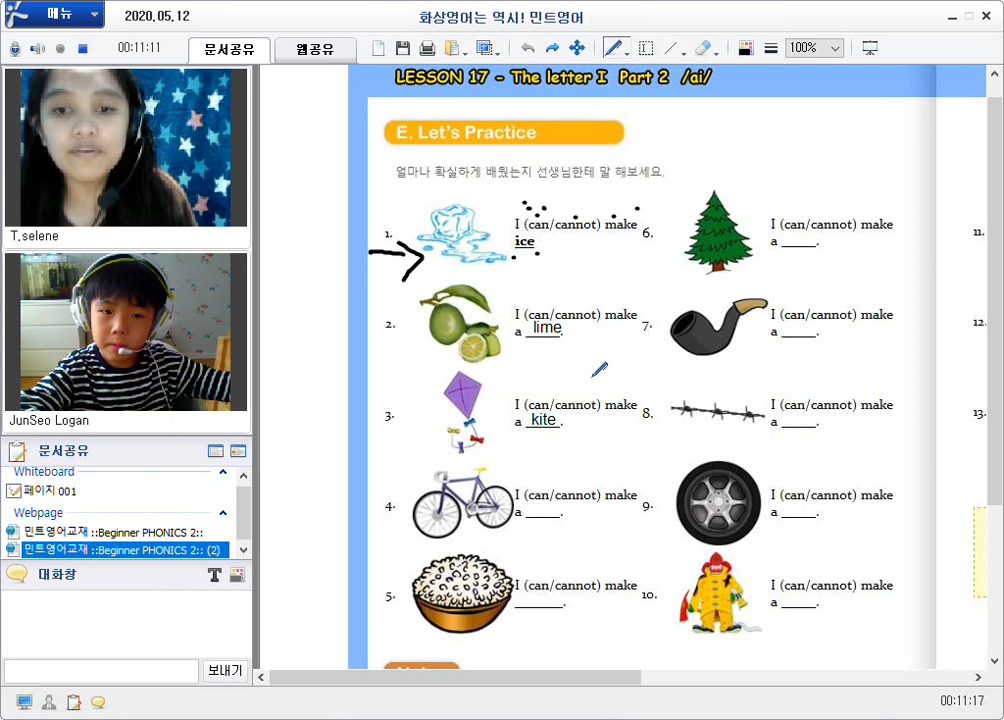 메뉴
2020.05.12
화상영어는 역시! 민트영어
00:11:11
문서공유
웹공유
100%
T.selene
JunSeo Logan
문서공유
Whiteboard
페이지 001
Webpage
민트영어교재 ::Beginner PHONICS 2::
민트영어교재 ::Beginner PHONICS 2:: (2)
대화창
T
보내기
LESSON 17 - The letter I Part 2 /ai/
E. Let's Practice
얼마나 확실하게 배웠는지 선생님한테 말 해보세요.
1.
I (can/cannot) make
ice
2.
I (can/cannot) make
a lime.
3.
I (can/cannot) make
a kite.
4.
I (can/cannot) make
a _____.
5.
I (can/cannot) make
_______.
6.
I (can/cannot) make
a _____.
7.
I (can/cannot) make
a _____.
8.
I (can/cannot) make
a _____.
9.
I (can/cannot) make
a _____.
10.
I (can/cannot) make
a _____.
11.
12.
13.
00:11:17